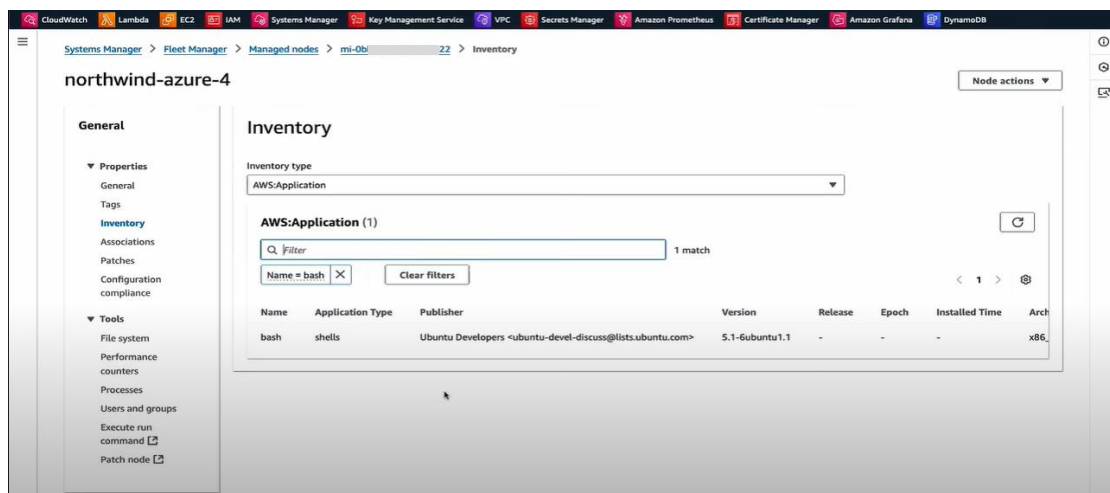 CloudWatch Lambda EC2 IAM Systems Manager Key Management Service VPC Secrets Manager Amazon Prometheus Certificate Manager Amazon Grafana DynamoDB
Systems Manager > Fleet Manager > Managed nodes > mi-0b 22 > Inventory
northwind-azure-4
Node actions
General
Properties
General
Tags
Inventory
Associations
Patches
Configuration
compliance
Tools
File system
Performance
counters
Processes
Users and groups
Execute run
command
Patch node
Inventory
Inventory type
AWS:Application
AWS:Application (1)
Filter
1 match
Name = bash
Clear filters
< 1 >
Name Application Type Publisher Version Release Epoch Installed Time Arch
bash shells Ubuntu Developers <ubuntu-devel-discuss@lists.ubuntu.com> 5.1-6ubuntu1.1 - - - x86_